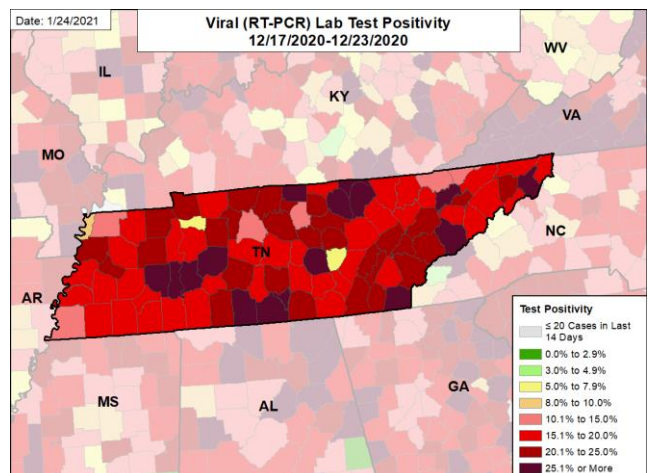 Date: 1/24/2021
Viral (RT-PCR) Lab Test Positivity
12/17/2020-12/23/2020
WV
IL
KY
VA
MO
TN
NC
AR
MS
AL
GA
Test Positivity
≤ 20 Cases in Last
14 Days
0.0% to 2.9%
3.0% to 4.9%
5.0% to 7.9%
8.0% to 10.0%
10.1% to 15.0%
15.1% to 20.0%
20.1% to 25.0%
25.1% or More